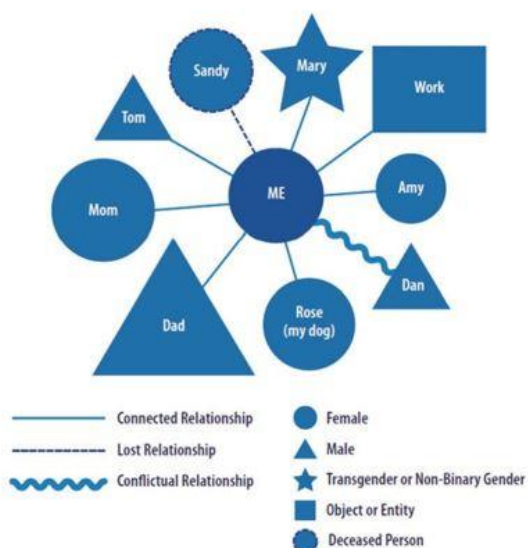 Sandy
Mary
Work
Tom
ME
Amy
Mom
Dan
Dad
Rose
(my dog)
Connected Relationship
Lost Relationship
Conflictual Relationship
Female
Male
Transgender or Non-Binary Gender
Object or Entity
Deceased Person